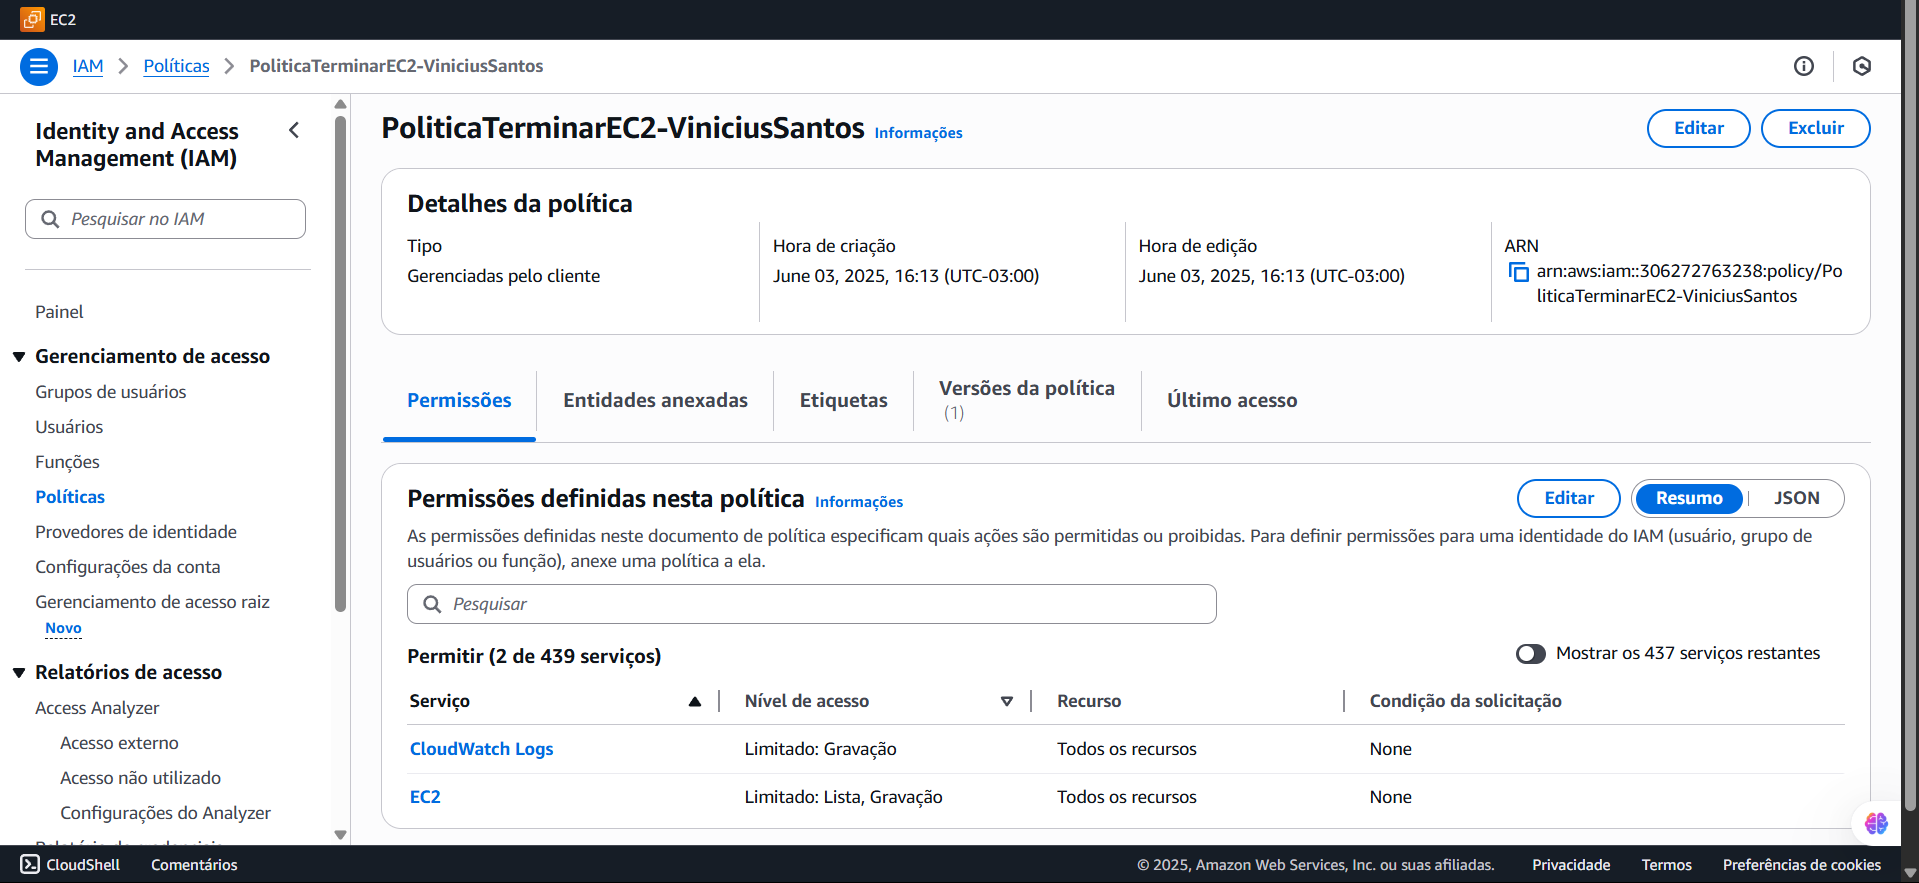 EC2
IAM
Políticas
PoliticaTerminarEC2-ViniciusSantos
Identity and Access
Management (IAM)
Pesquisar no IAM
Painel
Gerenciamento de acesso
Grupos de usuários
Usuários
Funções
Políticas
Provedores de identidade
Configurações da conta
Gerenciamento de acesso raiz
Novo
Relatórios de acesso
Access Analyzer
Acesso externo
Acesso não utilizado
Configurações do Analyzer
PoliticaTerminarEC2-ViniciusSantos Informações
Editar
Excluir
Detalhes da política
Tipo
Gerenciadas pelo cliente
Hora de criação
June 03, 2025, 16:13 (UTC-03:00)
Hora de edição
June 03, 2025, 16:13 (UTC-03:00)
ARN
arn:aws:iam::306272763238:policy/Po
liticaTerminarEC2-ViniciusSantos
Permissões
Entidades anexadas
Etiquetas
Versões da política
(1)
Último acesso
Permissões definidas nesta política Informações
Editar
Resumo
JSON
As permissões definidas neste documento de política especificam quais ações são permitidas ou proibidas. Para definir permissões para uma identidade do IAM (usuário, grupo de
usuários ou função), anexe uma política a ela.
Pesquisar
Permitir (2 de 439 serviços)
Mostrar os 437 serviços restantes
Serviço Nível de acesso Recurso Condição da solicitação
CloudWatch Logs Limitado: Gravação Todos os recursos None
EC2 Limitado: Lista, Gravação Todos os recursos None
CloudShell
Comentários
© 2025, Amazon Web Services, Inc. ou suas afiliadas.
Privacidade
Termos
Preferências de cookies